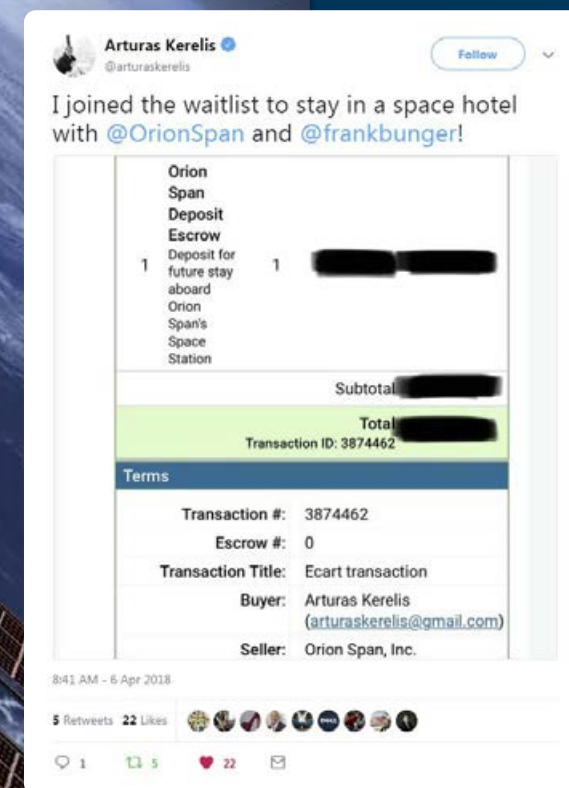 Arturas Kerelis
@arturaskerelis
Follow
I joined the waitlist to stay in a space hotel
with @OrionSpan and @frankbunger!
Orion
Span
Deposit
Escrow
1 Deposit for 1
future stay
aboard
Orion
Span's
Space
Station
Subtotal
Total
Transaction ID: 3874462
Terms
Transaction #: 3874462
Escrow #: 0
Transaction Title: Ecart transaction
Buyer: Arturas Kerelis
(arturaskerelis@gmail.com)
Seller: Orion Span, Inc.
8:41 AM - 6 Apr 2018
5 Retweets 22 Likes
1 5 22